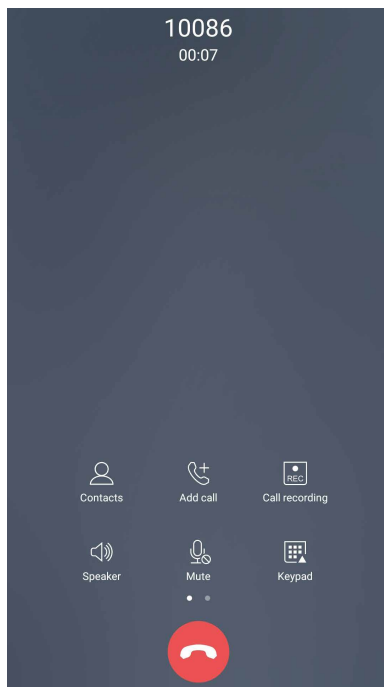 10086
00:07
Contacts
Add call
REC
Call recording
Speaker
Mute
Keypad